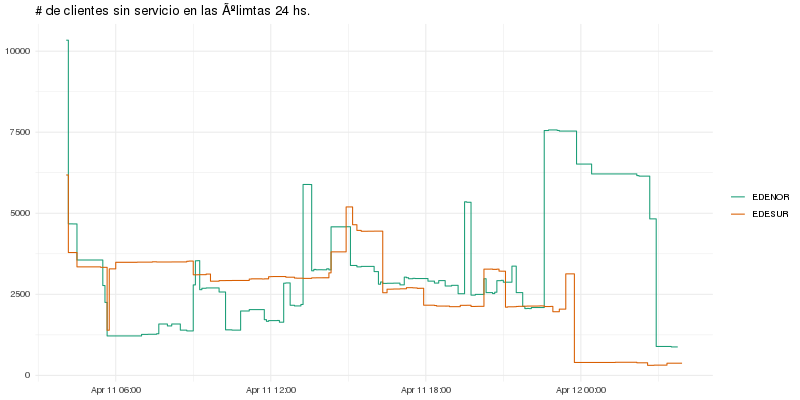 # de clientes sin servicio en las Ãºlimtas 24 hs.
10000
7500
5000
2500
0
Apr 11 06:00
Apr 11 12:00
Apr 11 18:00
Apr 12 00:00
EDENOR
EDESUR